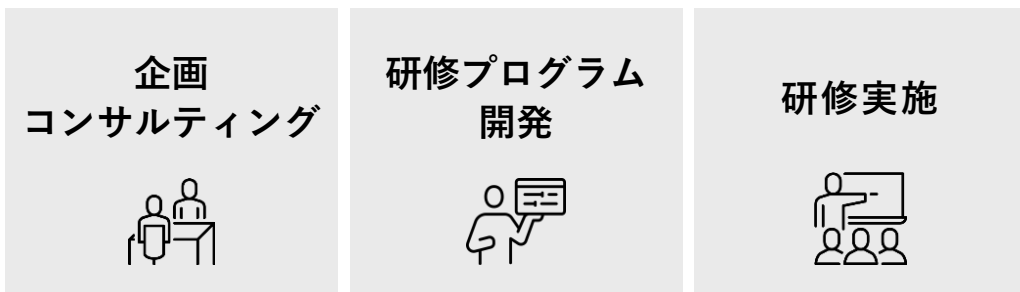 企画
コンサルティング
研修プログラム
開発
研修実施